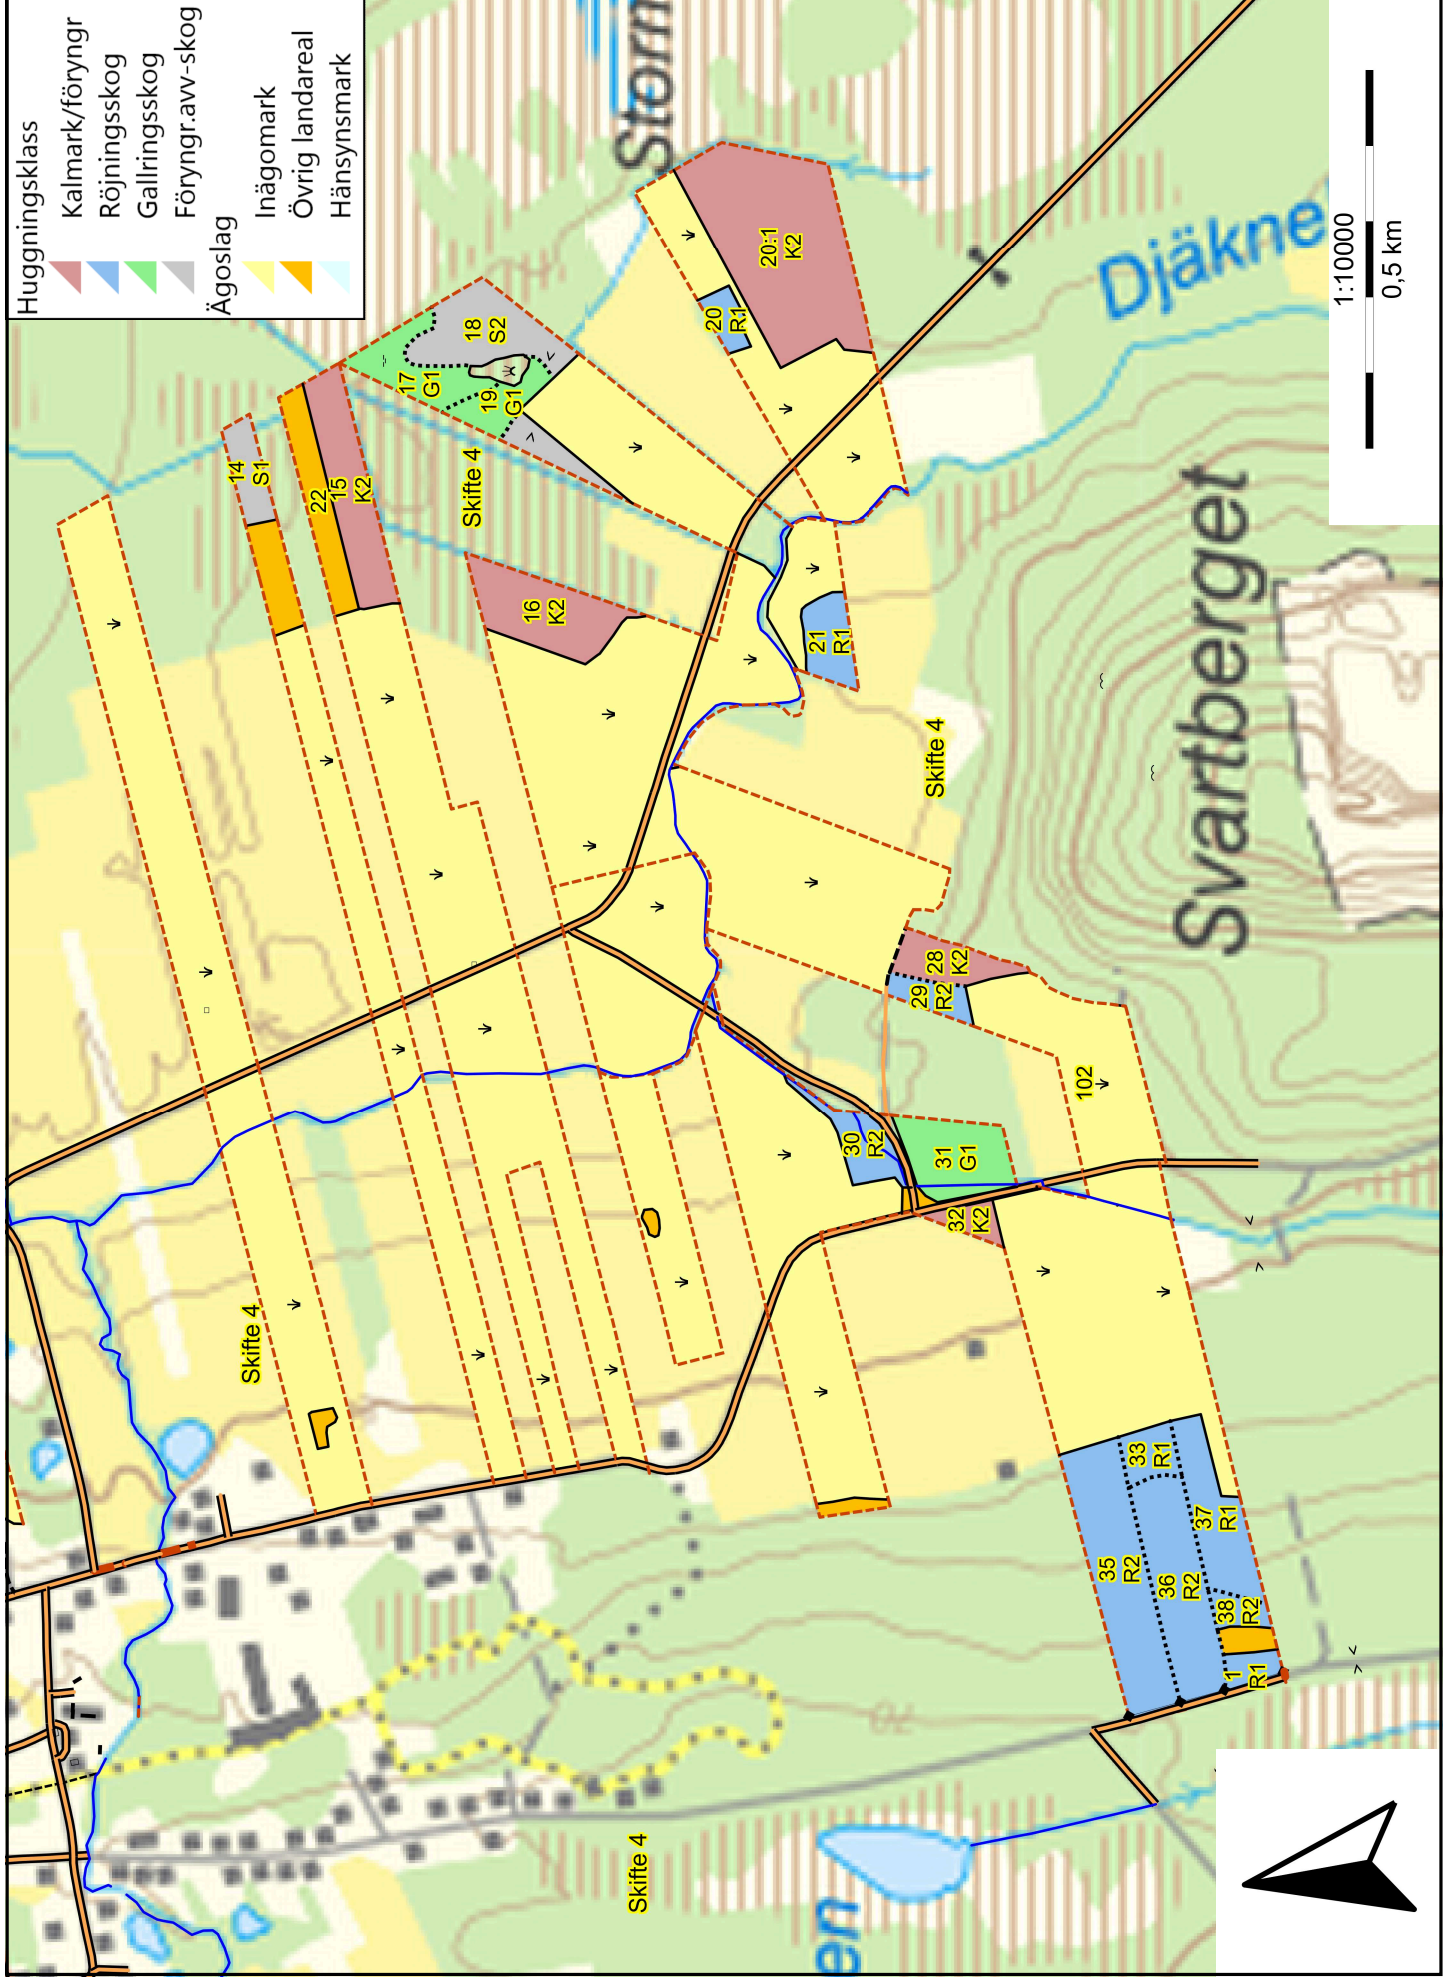 Huggningsklass
Kalmark/föryngr
Röjningsskog
Gallringsskog
Föryngr.avv-skog
Ägoslag
Inägomark
Övrig landareal
Hänsynsmark
Storm
14
S1
22
15
K2
17
G1
18
S2
19
G1
20
R1
20:1
K2
Skifte 4
16
K2
21
R1
Djäkne
Skifte 4
Svartberget
28
K2
29
R2
102
30
R2
31
G1
32
K2
Skifte 4
33
R1
35
R2
36
R2
37
R1
38
R2
1
R1
70
Skifte 4
en
1:10000
0,5 km